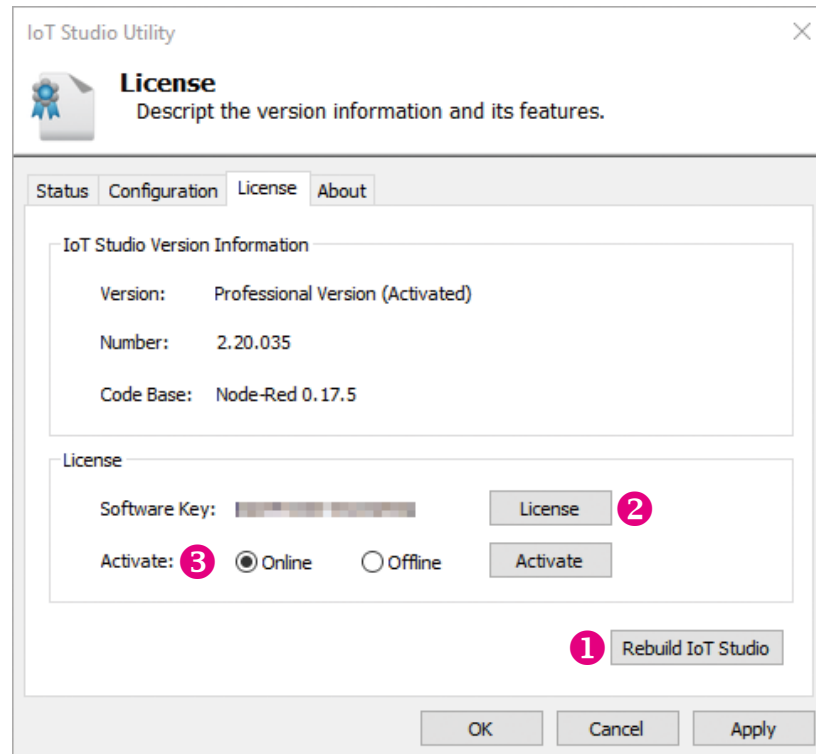 IoT Studio Utility
License
Descript the version information and its features.
Status Configuration License About
IoT Studio Version Information
Version: Professional Version (Activated)
Number: 2.20.035
Code Base: Node-Red 0.17.5
License
Software Key: License 2
Activate: 3 Online Offline Activate
1 Rebuild IoT Studio
OK Cancel Apply